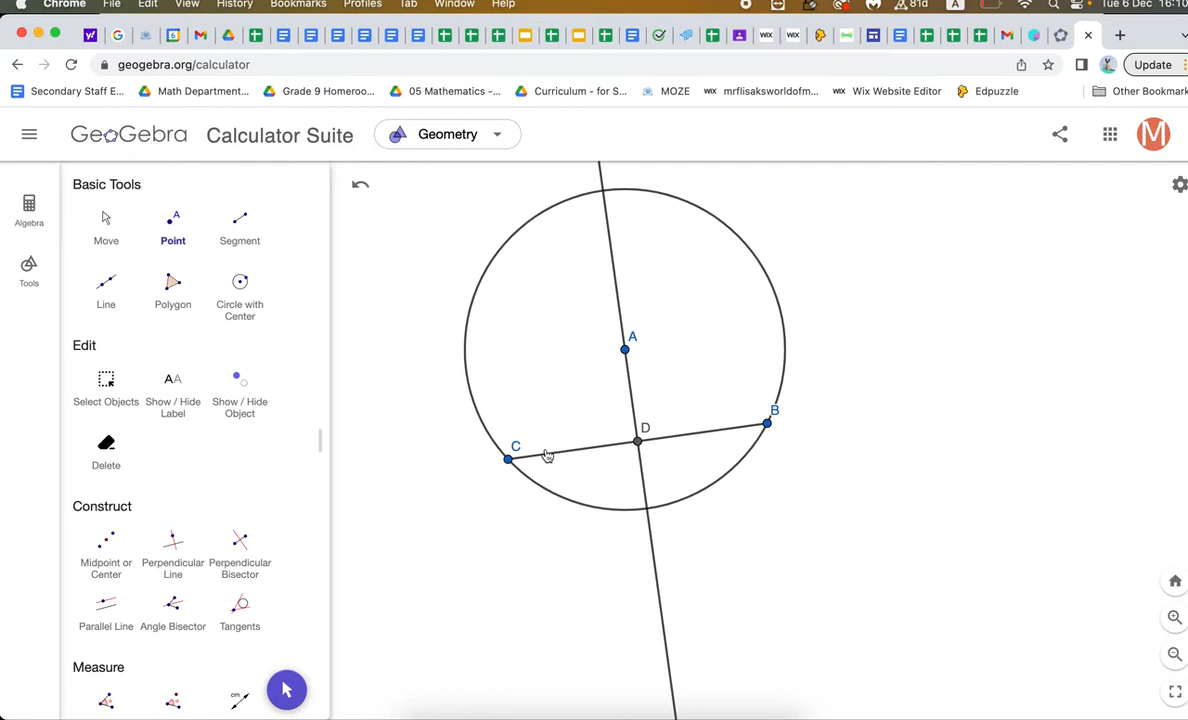 Chrome File Edit View History Bookmarks Profiles Tab Window Help 81d A Tue 6 Dec 16:10
geogebra.org/calculator Update
Secondary Staff E... Math Department... Grade 9 Homeroo... 05 Mathematics -... Curriculum - for S... MOZE mrflisaksworldofm... Wix Website Editor Edpuzzle Other Bookmark
GeoGebra Calculator Suite Geometry M
Basic Tools
Algebra
Tools
A
Move Point Segment
Line Polygon Circle with
Center
Edit
AA
Select Objects Show / Hide Show / Hide
Label Object
Delete
Construct
Midpoint or Perpendicular Perpendicular
Center Line Bisector
Parallel Line Angle Bisector Tangents
Measure
cm
A
B
D
C